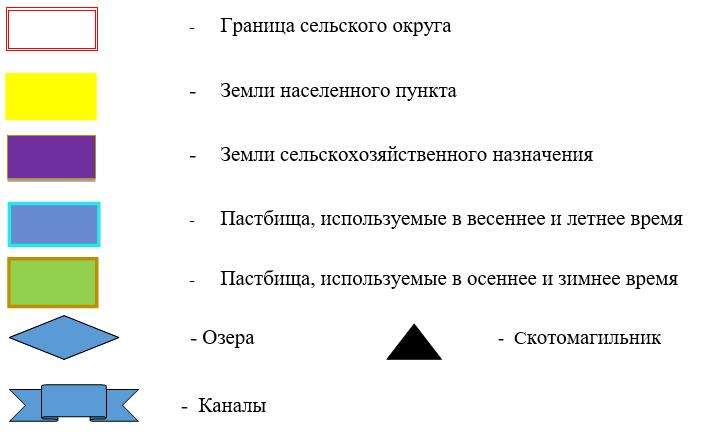 - Граница сельского округа
- Земли населенного пункта
- Земли сельскохозяйственного назначения
- Пастбища, используемые в весеннее и летнее время
- Пастбища, используемые в осеннее и зимнее время
- Озера - Скотомагильник
- Каналы